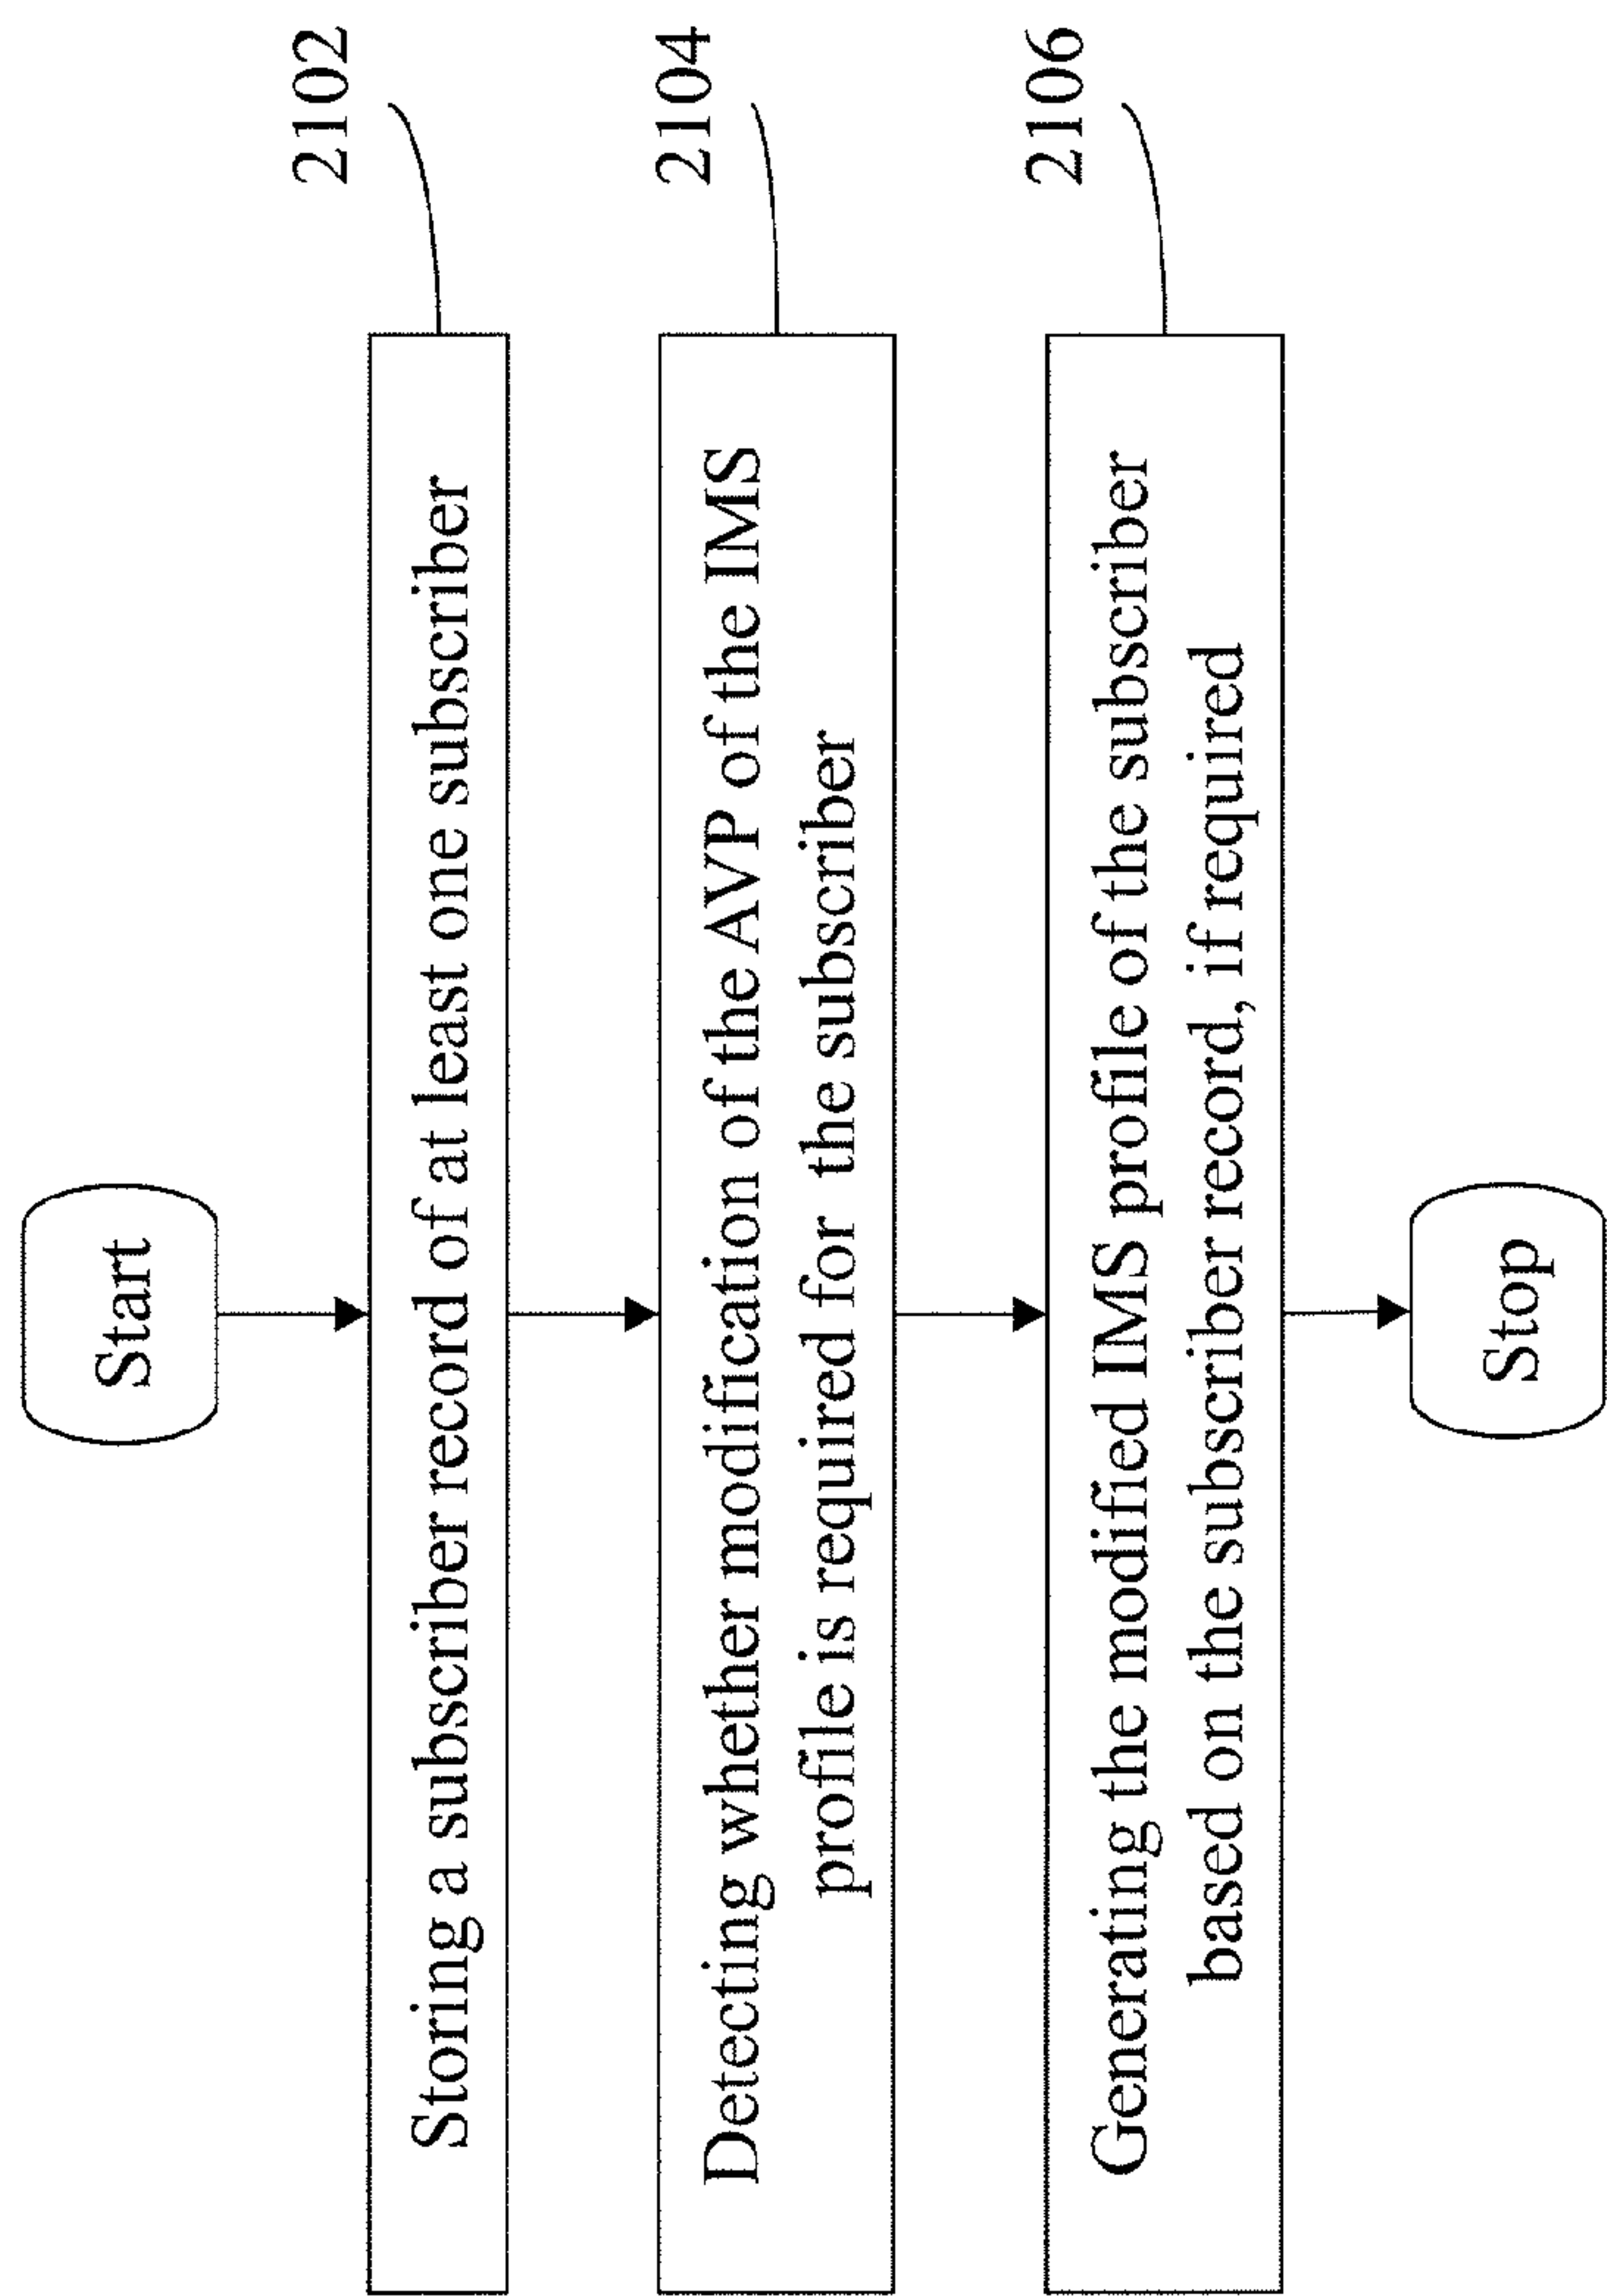 Start
2102
Storing a subscriber record of at least one subscriber
2104
Detecting whether modification of the AVP of the IMS
profile is required for the subscriber
2106
Generating the modified IMS profile of the subscriber
based on the subscriber record, if required
Stop